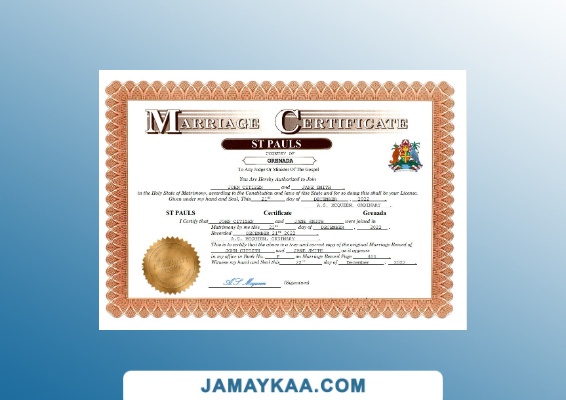 MARRIAGE CERTIFICATE
ST PAULS
COUNTRY OF
GRENADA
To Any Judge Or Minister Of The Gospel
You Are Hereby Authorized to Join
JOHN CITIZEN and JANE SMITH
in the Holy State of Matrimony, according to the Constitution and laws of this State and for so doing this shall be your License.
Given under my hand and Seal, This 21st day of DECEMBER, 2022.
A.S. MCQUEEN, ORDINARY
ST PAULS Certificate Grenada
I Certify that JOHN CITIZEN and JANE SMITH were joined in
Matrimony by me this 21st day of DECEMBER, 2022.
Recorded DECEMBER 21st 2022
A.S. MCQUEEN, ORDINARY
This is to certify that the above is a true and correct copy of the original Marriage Record of
JOHN CITIZEN and JANE SMITH as it appears
in my office in Book No. on Marriage Record Page
Witness my hand and Seal this day of December, 2022
A.S. Mcqueen (Signature)
JAMAYKAA.COM